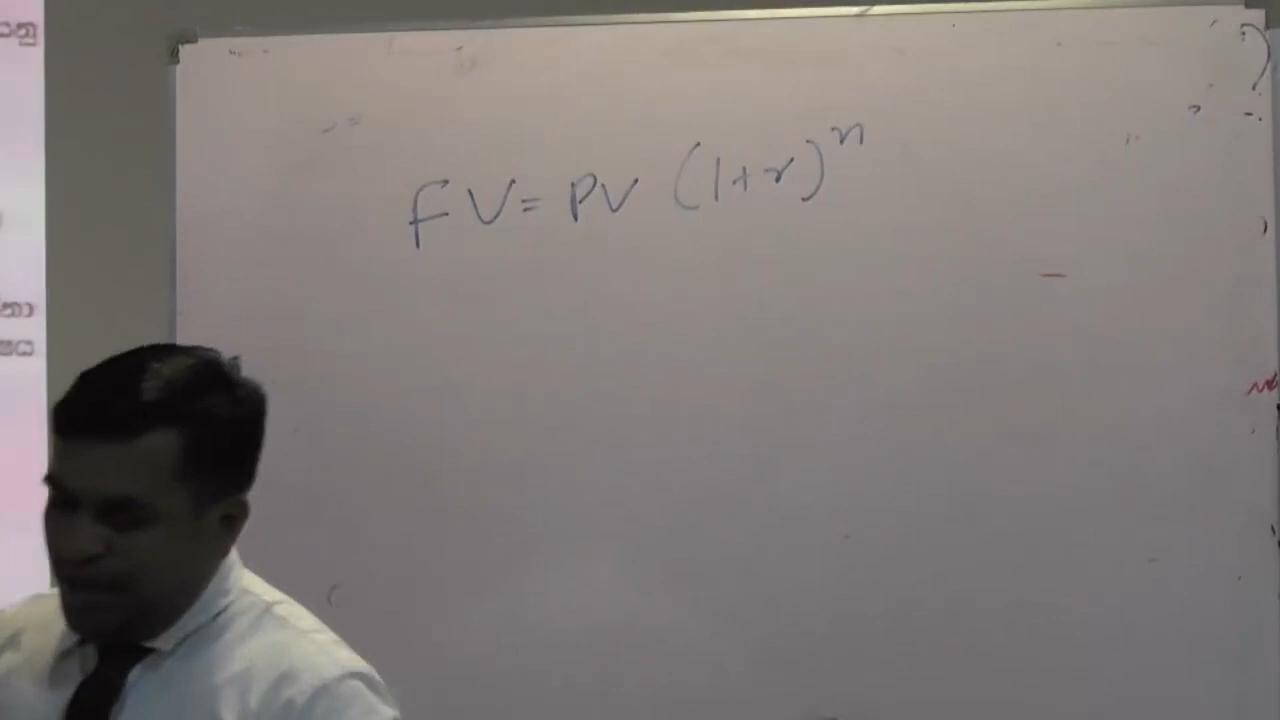 FV = PV (1+r)^n